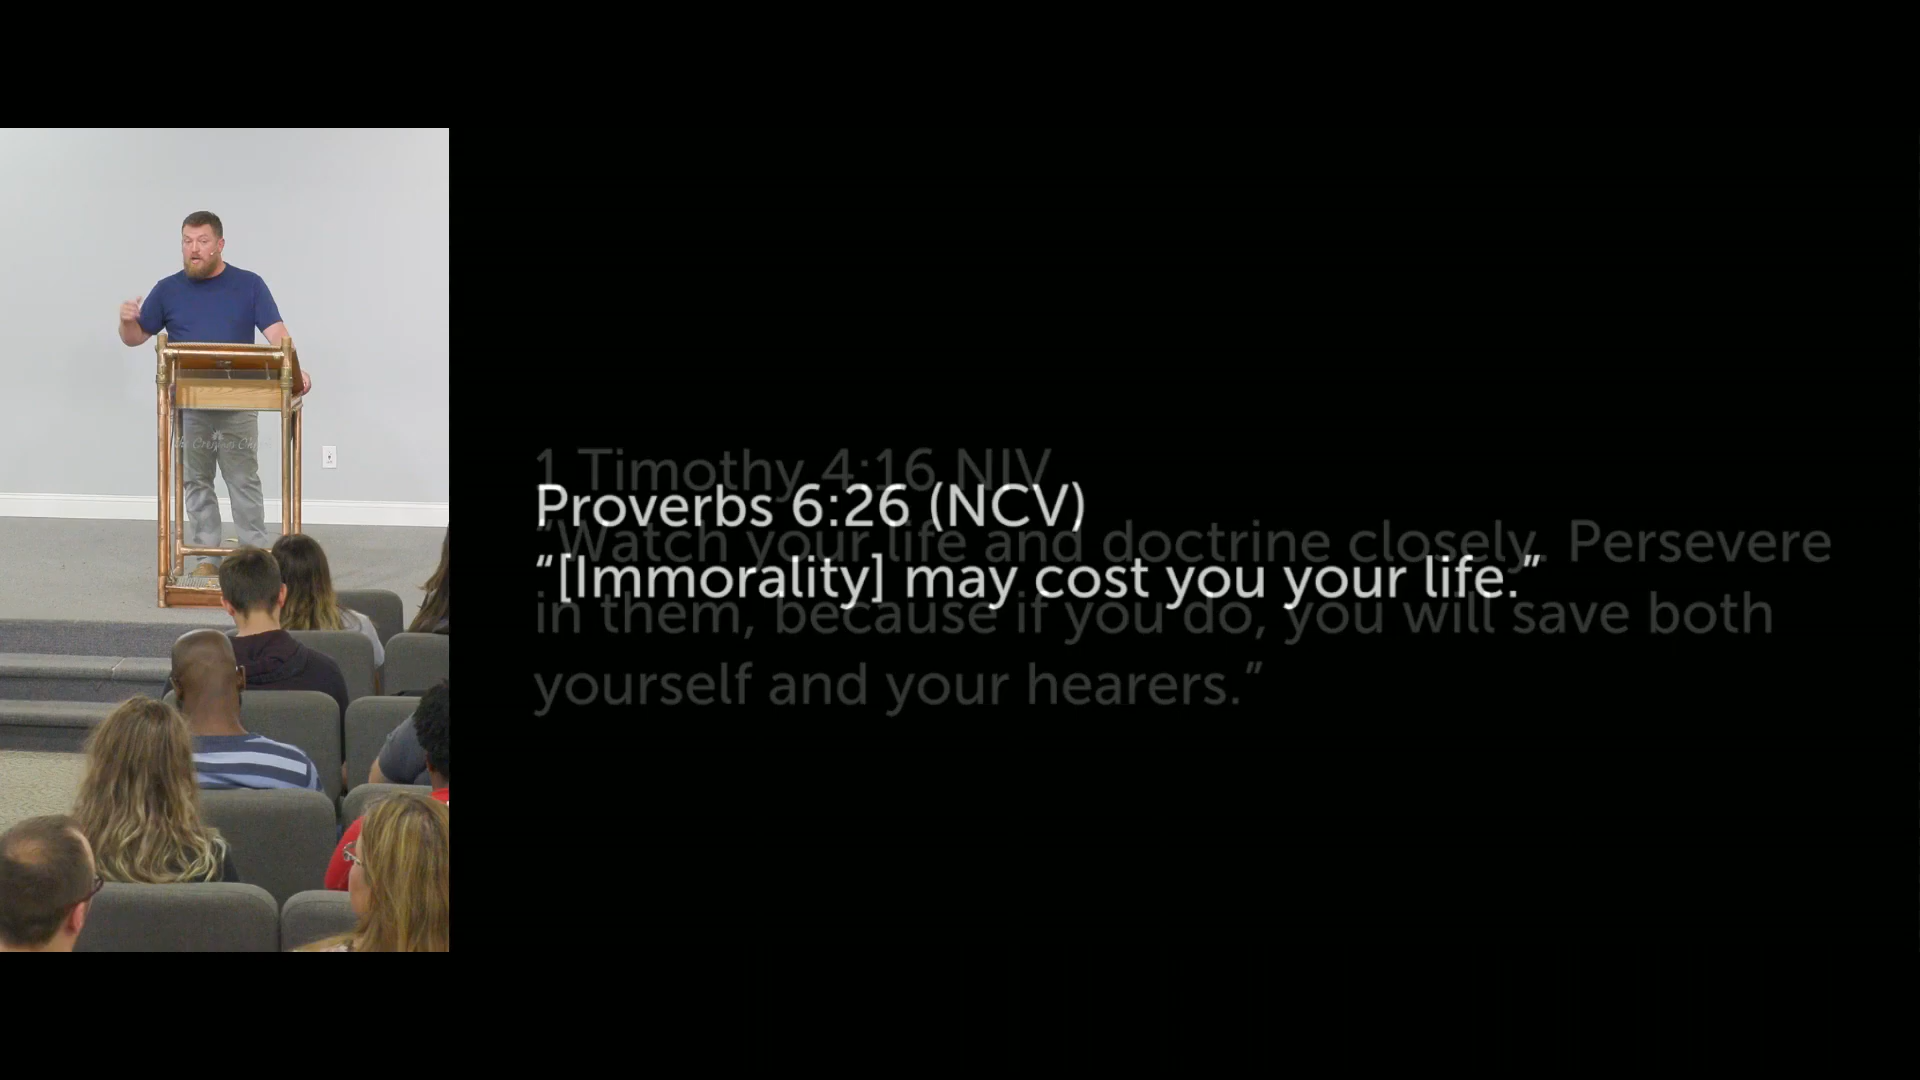 1 Timothy 4:16 NIV
Proverbs 6:26 (NCV)
“Watch your life and doctrine closely. Persevere
“[Immorality] may cost you your life.”
in them, because if you do, you will save both
yourself and your hearers.”